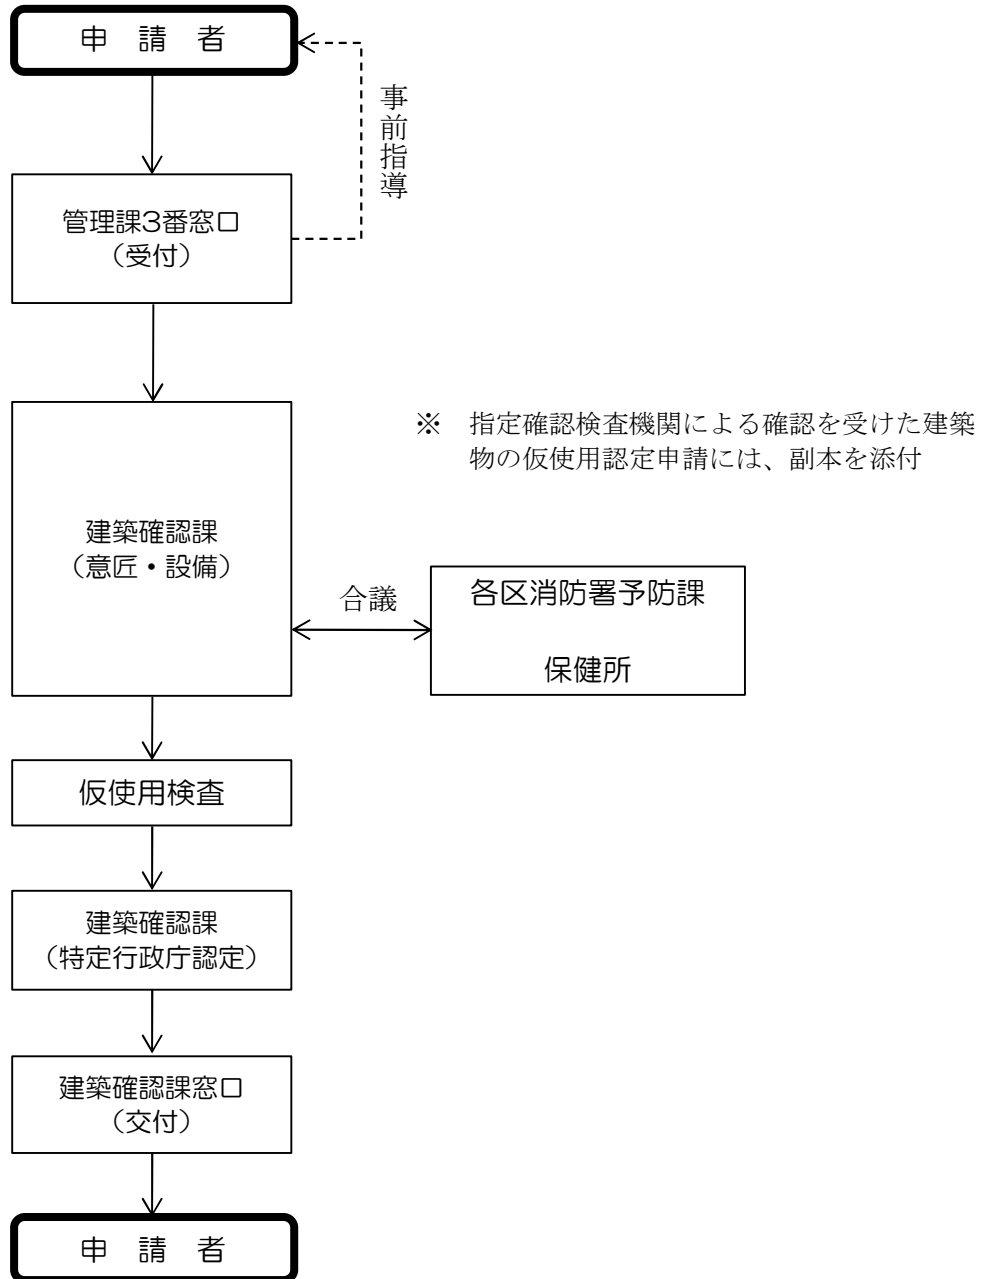 申 請 者
事前指導
管理課3番窓口
(受付)
※ 指定確認検査機関による確認を受けた建築
物の仮使用認定申請には、副本を添付
建築確認課
(意匠・設備)
合議
各区消防署予防課
保健所
仮使用検査
建築確認課
(特定行政庁認定)
建築確認課窓口
(交付)
申 請 者